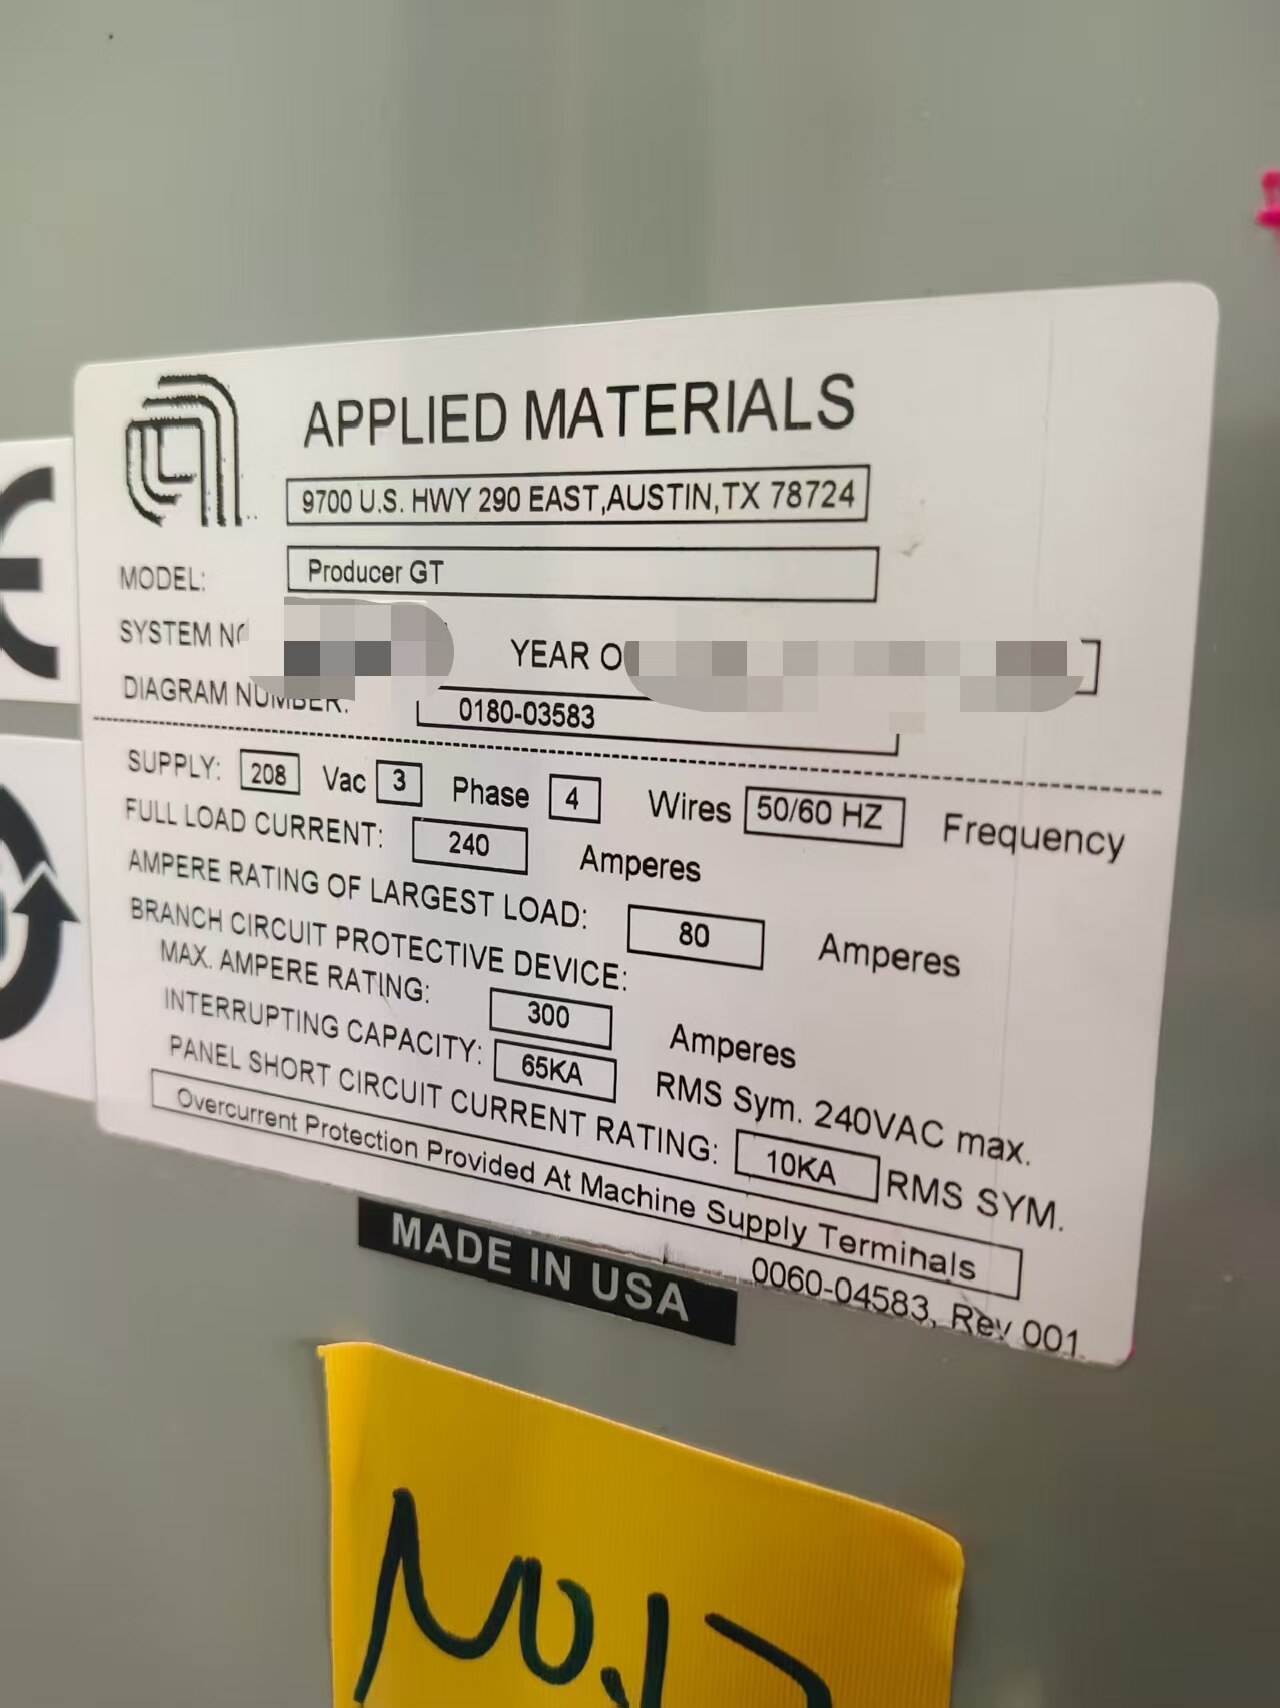 APPLIED MATERIALS
9700 U.S. HWY 290 EAST,AUSTIN,TX 78724
MODEL: Producer GT
SYSTEM NO YEAR O
DIAGRAM NUMBER: 0180-03583
SUPPLY: 208 Vac 3 Phase 4 Wires 50/60 HZ Frequency
FULL LOAD CURRENT: 240 Amperes
AMPERE RATING OF LARGEST LOAD: 80 Amperes
BRANCH CIRCUIT PROTECTIVE DEVICE:
MAX. AMPERE RATING: 300 Amperes
INTERRUPTING CAPACITY: 65KA RMS Sym. 240VAC max.
PANEL SHORT CIRCUIT CURRENT RATING: 10KA RMS SYM.
Overcurrent Protection Provided At Machine Supply Terminals
0060-04583, Rev 001
MADE IN USA